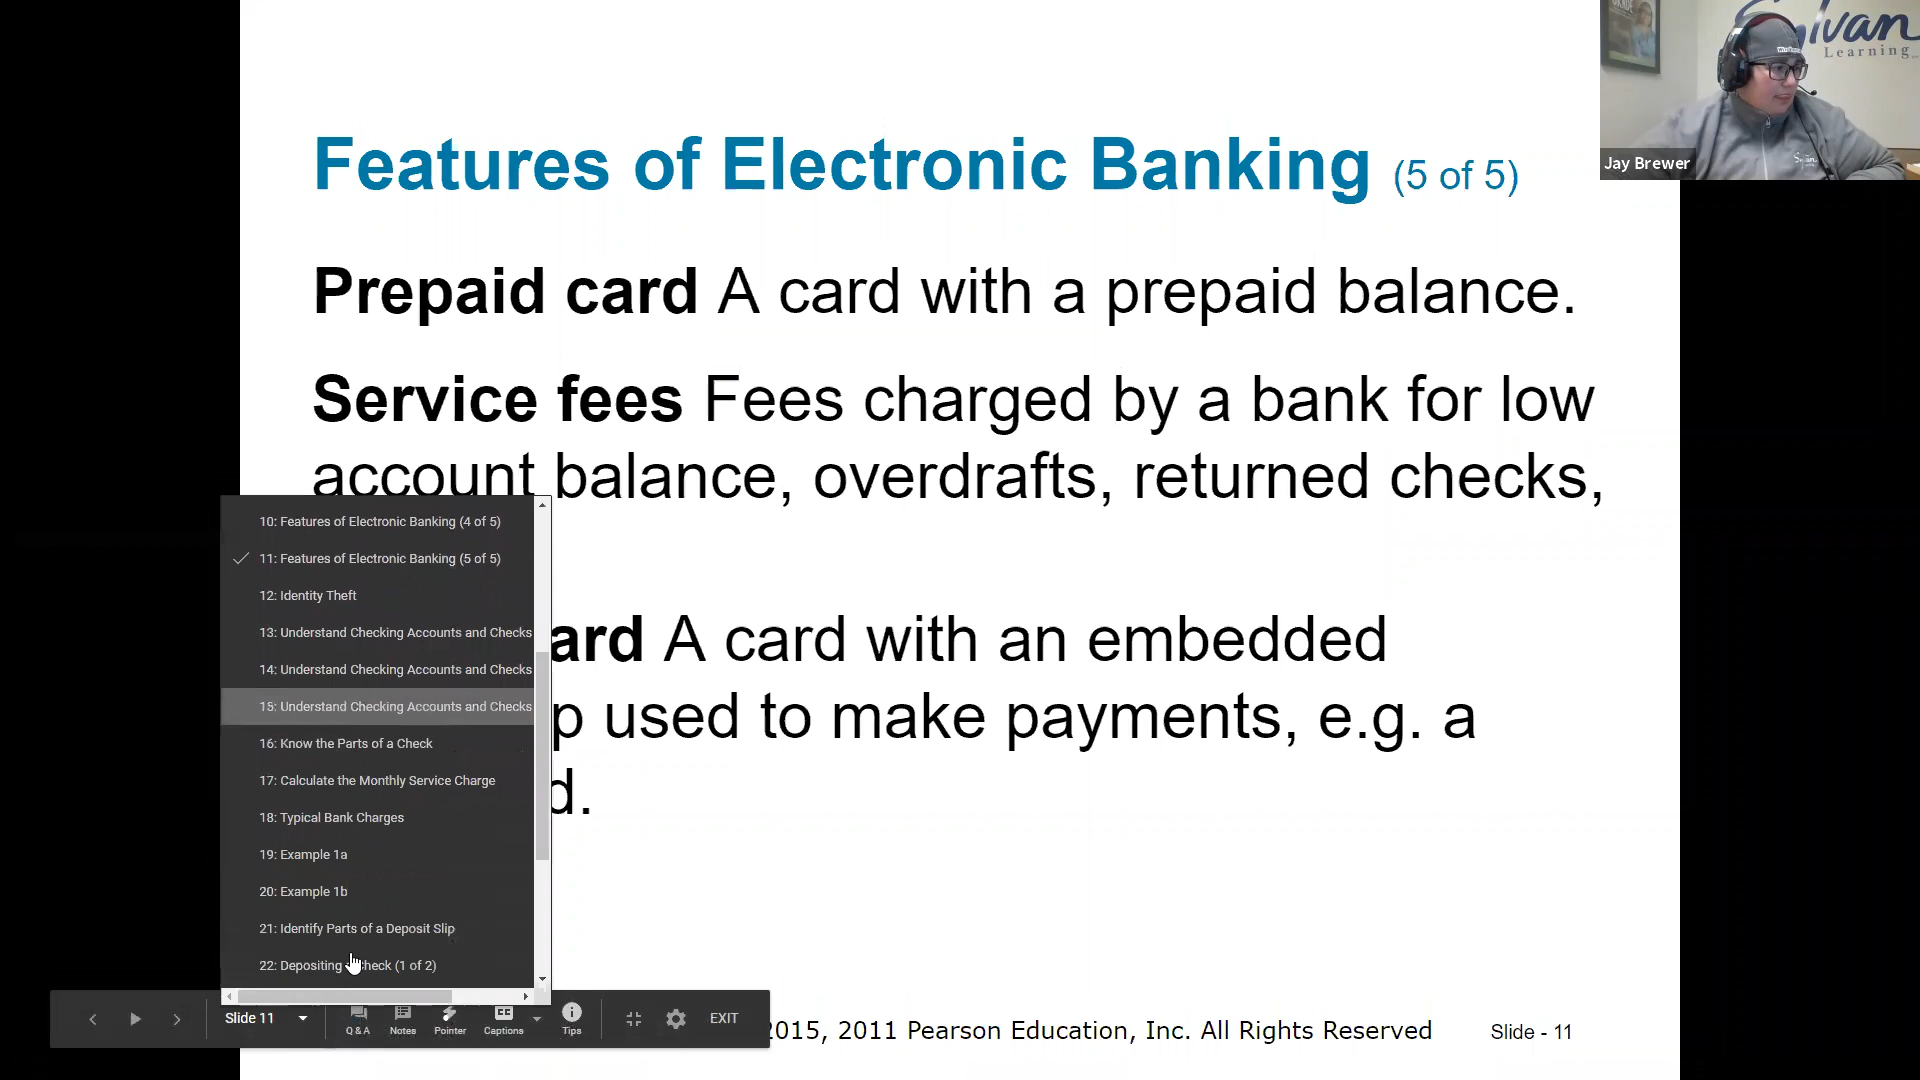 Features of Electronic Banking (5 of 5)
Prepaid card A card with a prepaid balance.
Service fees Fees charged by a bank for low
account balance, overdrafts, returned checks,
ard A card with an embedded
p used to make payments, e.g. a
d.
10: Features of Electronic Banking (4 of 5)
11: Features of Electronic Banking (5 of 5)
12: Identity Theft
13: Understand Checking Accounts and Checks
14: Understand Checking Accounts and Checks
15: Understand Checking Accounts and Checks
16: Know the Parts of a Check
17: Calculate the Monthly Service Charge
18: Typical Bank Charges
19: Example 1a
20: Example 1b
21: Identify Parts of a Deposit Slip
22: Depositing Check (1 of 2)
Slide 11
Q & A
Notes
Pointer
CC
Captions
Tips
EXIT
2015, 2011 Pearson Education, Inc. All Rights Reserved
Slide - 11
Sylvan
Learning
Jay Brewer